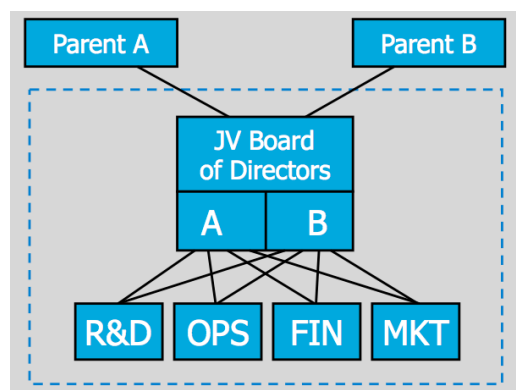 Parent A
Parent B
JV Board
of Directors
A
B
R&D
OPS
FIN
MKT